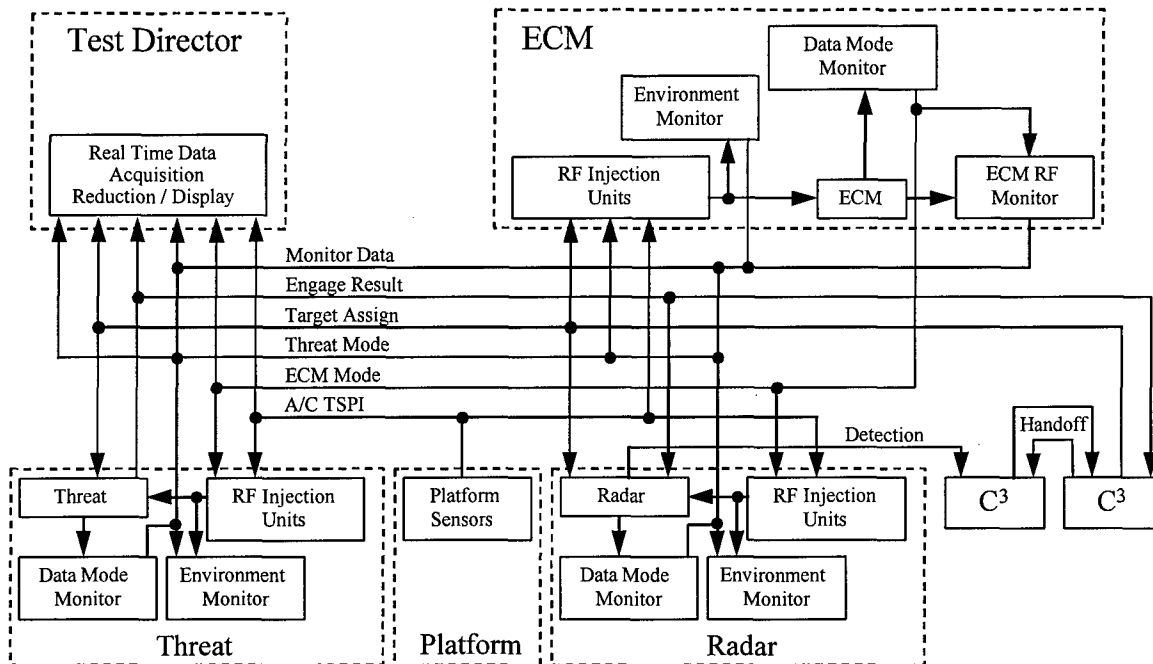 Test Director
Real Time Data
Acquisition
Reduction / Display
ECM
Data Mode
Monitor
Environment
Monitor
RF Injection
Units
ECM
ECM RF
Monitor
Monitor Data
Engage Result
Target Assign
Threat Mode
ECM Mode
A/C TSPI
Detection
Handoff
Threat
RF Injection
Units
Data Mode
Monitor
Environment
Monitor
Threat
Platform
Sensors
Platform
Radar
RF Injection
Units
Data Mode
Monitor
Environment
Monitor
Radar
C³
C³